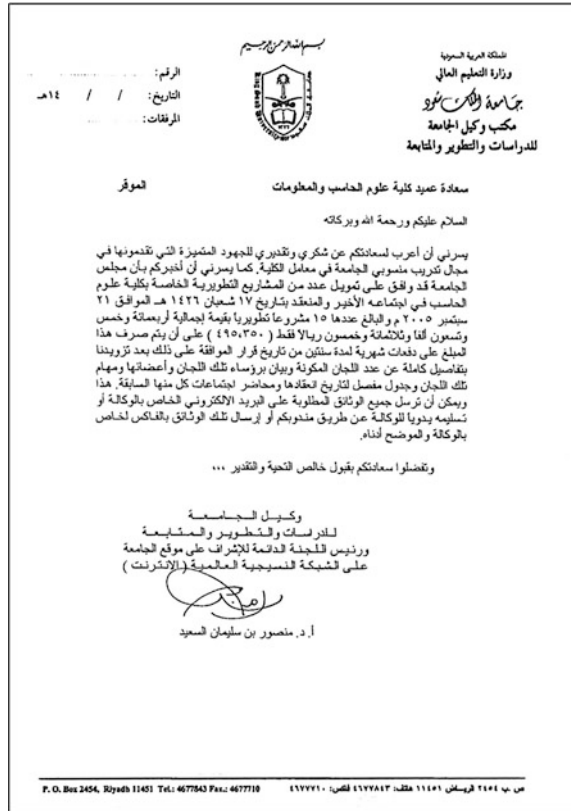 بسم الله الرحمن الرحيم
المملكة العربية السعودية
وزارة التعليم العالي
جامعة الملك سعود
مكتب وكيل الجامعة
للدراسات والتطوير والمتابعة
الرقم:
التاريخ: / / ١٤هـ
المرفقات:
King Saud University
سعادة عميد كلية علوم الحاسب والمعلومات الموقر
السلام عليكم ورحمة الله وبركاته
يسرني أن أعرب لسعادتكم عن شكري وتقديري للجهود المتميزة التي تقدمونها في
مجال تدريب منسوبي الجامعة في معامل الكلية. كما يسرني أن أخبركم بأن مجلس
الجامعة قد وافق على تمويل عدد من المشاريع التطويرية الخاصة بكلية علوم
الحاسب في اجتماعه الأخير والمنعقد بتاريخ ١٧ شعبان ١٤٢٦ هـ الموافق ٢١
سبتمبر ٢٠٠٥ م والبالغ عددها ١٥ مشروعاً تطويرياً بقيمة إجمالية أربعمائة وخمس
وتسعون ألفاً وثلاثمائة وخمسون ريالاً فقط (٤٩٥،٣٥٠) على أن يتم صرف هذا
المبلغ على دفعات شهرية لمدة سنتين من تاريخ قرار الموافقة على ذلك بعد تزويدنا
بتفاصيل كاملة عن عدد اللجان المكونة وبيان برؤساء تلك اللجان وأعضائها ومهام
تلك اللجان وجدول مفصل لتاريخ انعقادها ومحاضر اجتماعات كل منها السابقة. هذا
ويمكن أن ترسل جميع الوثائق المطلوبة على البريد الالكتروني الخاص بالوكالة أو
تسليمه يدوياً للوكالة عن طريق مندوبكم أو إرسال تلك الوثائق بالفاكس لخاص
بالوكالة والموضح أدناه.
وتفضلوا سعادتكم بقبول خالص التحية والتقدير ،،،
وكيل الجامعة
للدراسات والتطوير والمتابعة
ورئيس اللجنة الدائمة للإشراف على موقع الجامعة
على الشبكة النسيجية العالمية (الانترنت)
أ.د. منصور بن سليمان السعيد
P. O. Box 2454, Riyadh 11451 Tel.: 4677843 Fax.: 4677710
ص ب ٢٤٥٤ الرياض ١١٤٥١ هاتف: ٤٦٧٧٨٤٣ فاكس: ٤٦٧٧٧١٠